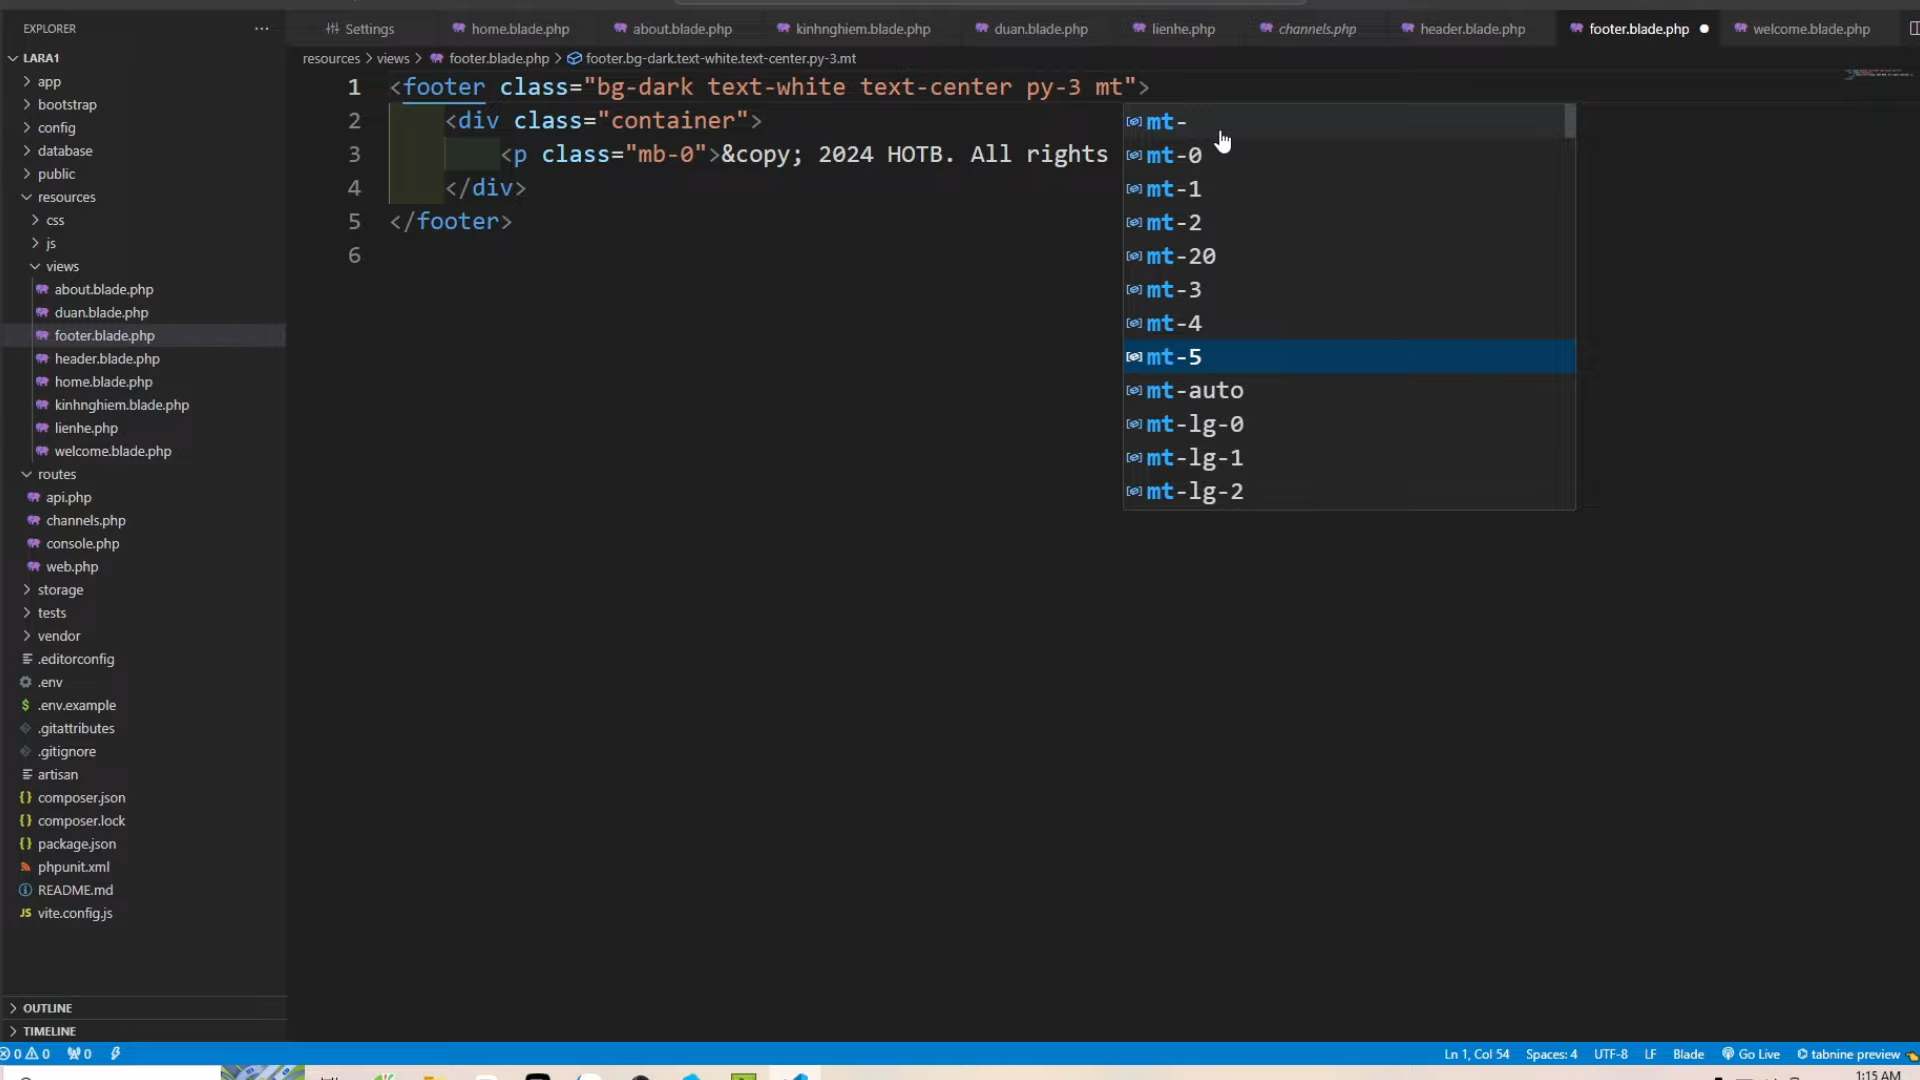 EXPLORER
Settings
home.blade.php
about.blade.php
kinhnghiem.blade.php
duan.blade.php
lienhe.php
channels.php
header.blade.php
footer.blade.php
welcome.blade.php
LARA1
app
bootstrap
config
database
public
resources
css
js
views
about.blade.php
duan.blade.php
footer.blade.php
header.blade.php
home.blade.php
kinhnghiem.blade.php
lienhe.php
welcome.blade.php
routes
api.php
channels.php
console.php
web.php
storage
tests
vendor
.editorconfig
.env
.env.example
.gitattributes
.gitignore
artisan
composer.json
composer.lock
package.json
phpunit.xml
README.md
JS vite.config.js
OUTLINE
TIMELINE
resources > views > footer.blade.php > footer.bg-dark.text-white.text-center.py-3.mt
1 <footer class="bg-dark text-white text-center py-3 mt">
2 <div class="container">
3 <p class="mb-0">&copy; 2024 HOTB. All rights
4 </div>
5 </footer>
6
mt-
mt-0
mt-1
mt-2
mt-20
mt-3
mt-4
mt-5
mt-auto
mt-lg-0
mt-lg-1
mt-lg-2
0 0 0
Ln 1, Col 54 Spaces: 4 UTF-8 LF Blade Go Live tabnine preview
1:15 AM